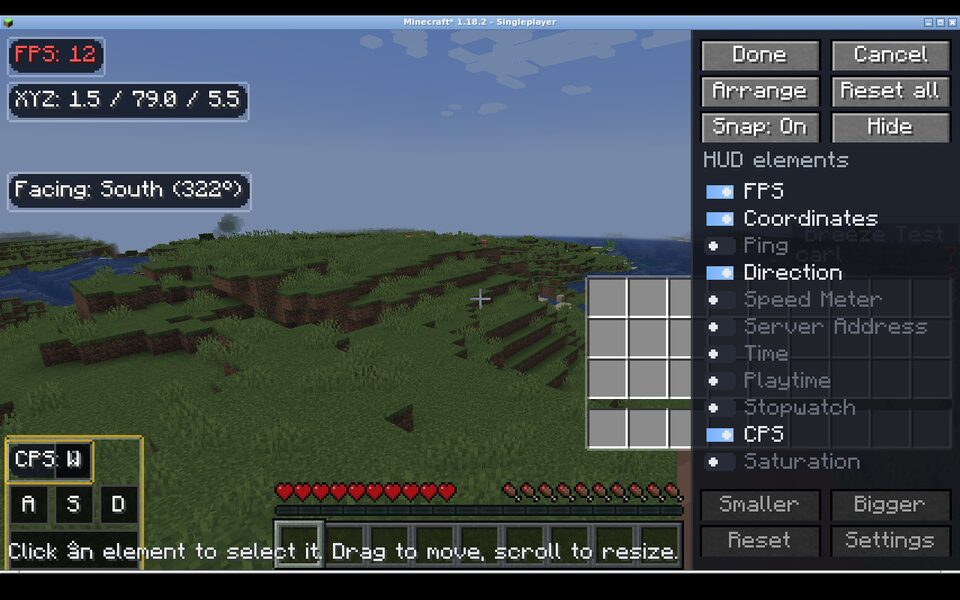 Minecraft* 1.18.2 - Singleplayer
FPS: 12
XYZ: 1.5 / 79.0 / 5.5
Facing: South (322°)
Done
Cancel
Arrange
Reset all
Snap: On
Hide
HUD elements
FPS
Coordinates
Ping
Direction
Speed Meter
Server Address
Time
Playtime
Stopwatch
CPS
Saturation
Smaller
Bigger
Reset
Settings
Breeze Test
carl
CPS: W
A S D
Click an element to select it. Drag to move, scroll to resize.